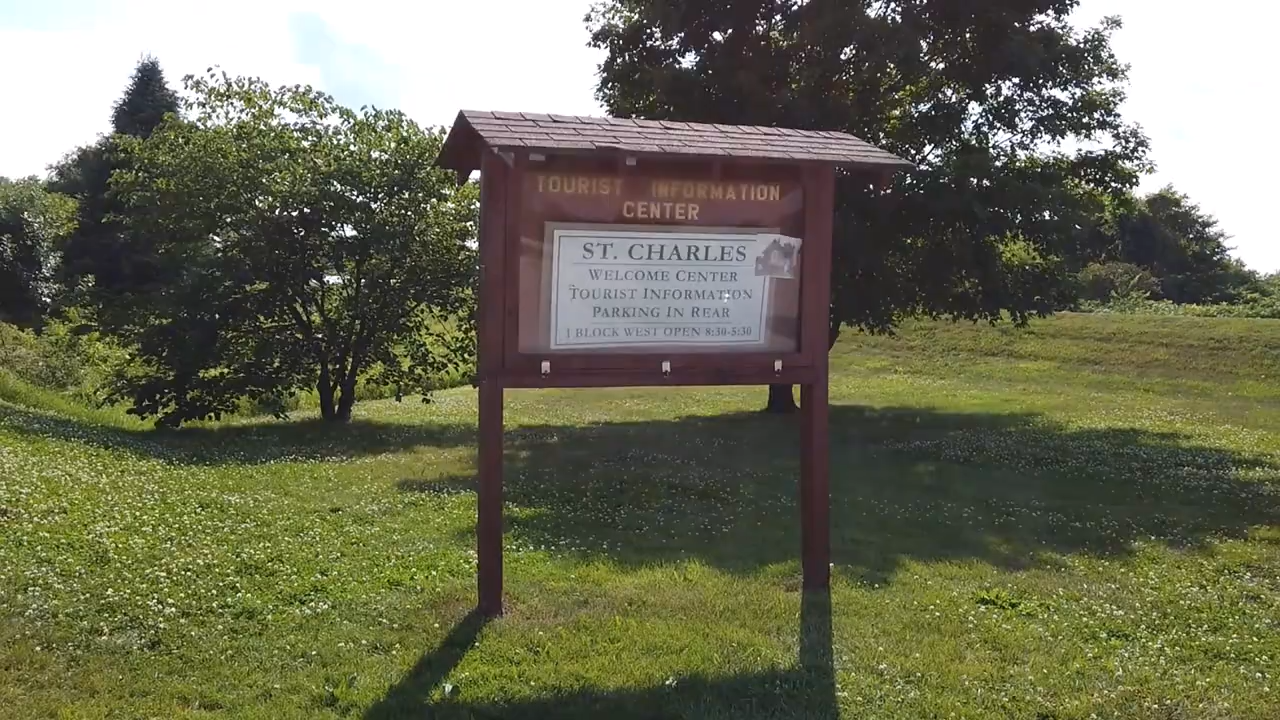 TOURIST INFORMATION
CENTER
ST. CHARLES
WELCOME CENTER
TOURIST INFORMATION
PARKING IN REAR
1 BLOCK WEST OPEN 8:30-5:30